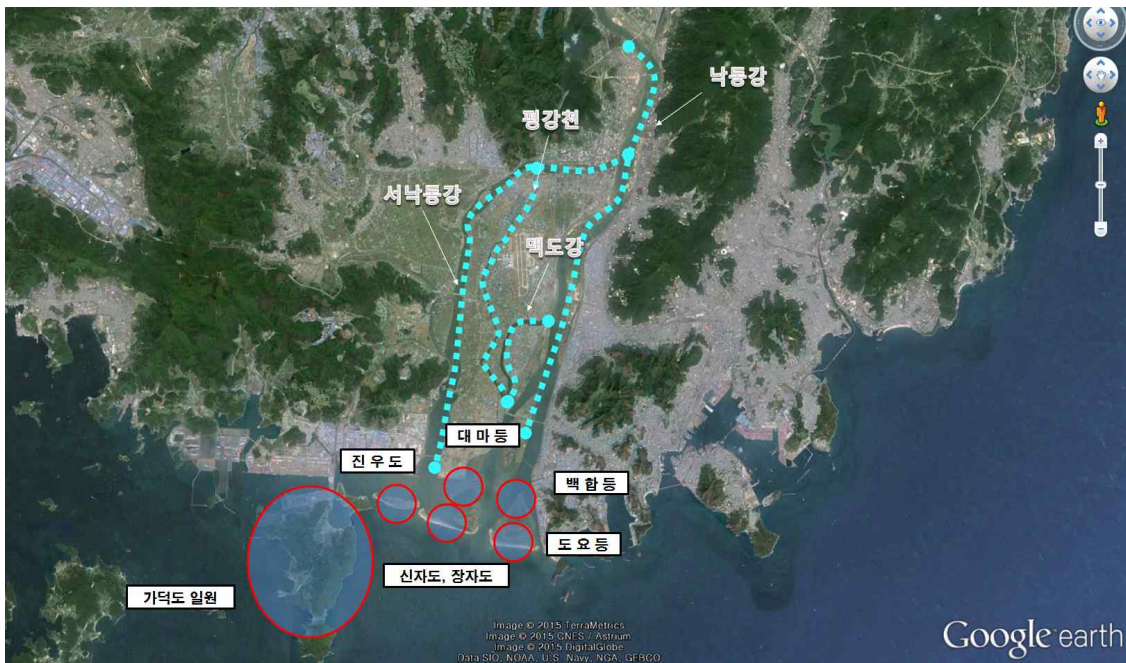 낙동강
평강천
서낙동강
맥도강
대마등
진우도
백합등
도요등
신자도, 장자도
가덕도 일원
Image © 2015 TerraMetrics
Image © 2015 CNES / Astrium
Image © 2015 DigitalGlobe
Data SIO, NOAA, U.S. Navy, NGA, GEBCO
Google earth